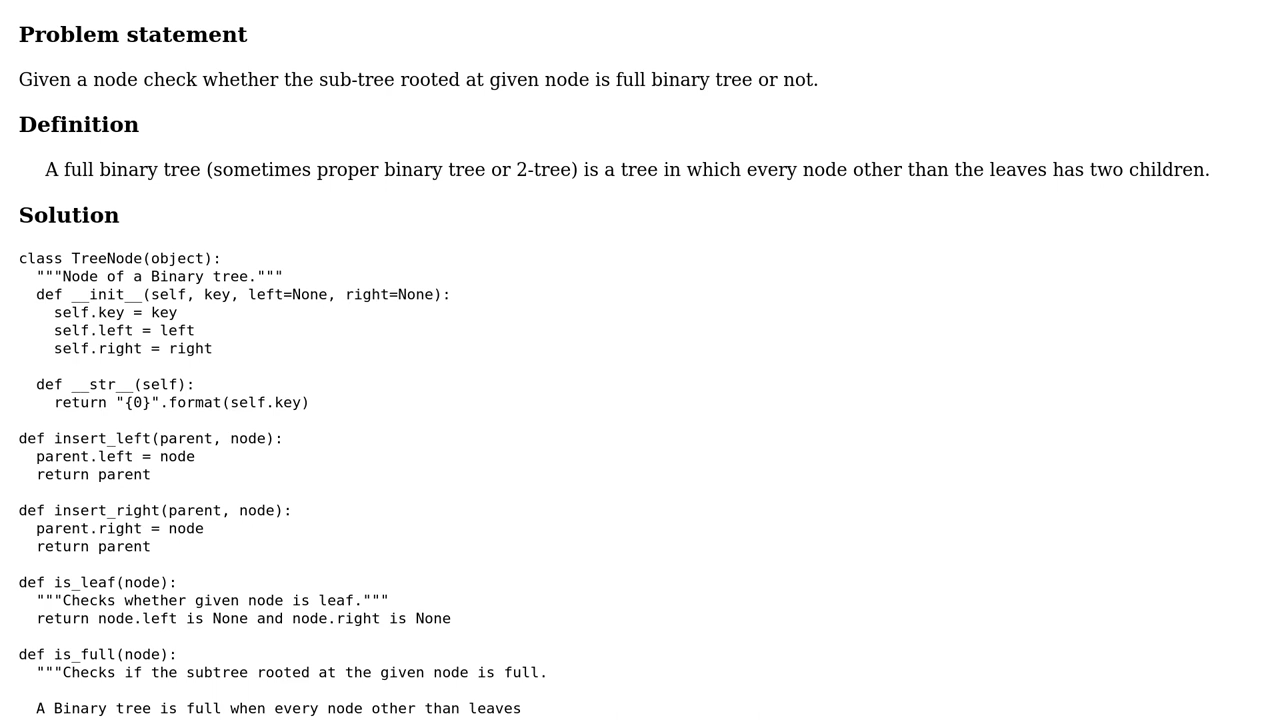 Problem statement
Given a node check whether the sub-tree rooted at given node is full binary tree or not.
Definition
A full binary tree (sometimes proper binary tree or 2-tree) is a tree in which every node other than the leaves has two children.
Solution
class TreeNode(object):
  """Node of a Binary tree."""
  def __init__(self, key, left=None, right=None):
    self.key = key
    self.left = left
    self.right = right

  def __str__(self):
    return "{0}".format(self.key)

def insert_left(parent, node):
  parent.left = node
  return parent

def insert_right(parent, node):
  parent.right = node
  return parent

def is_leaf(node):
  """Checks whether given node is leaf."""
  return node.left is None and node.right is None

def is_full(node):
  """Checks if the subtree rooted at the given node is full.

  A Binary tree is full when every node other than leaves